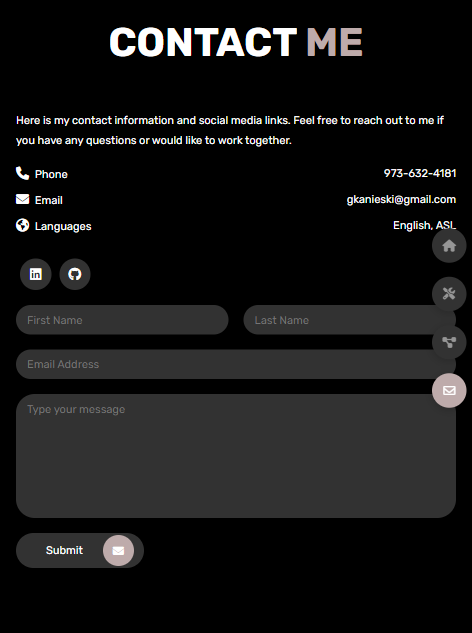 CONTACT ME
Here is my contact information and social media links. Feel free to reach out to me if
you have any questions or would like to work together.
Phone 973-632-4181
Email gkanieski@gmail.com
Languages English, ASL
in
First Name Last Name
Email Address
Type your message
Submit